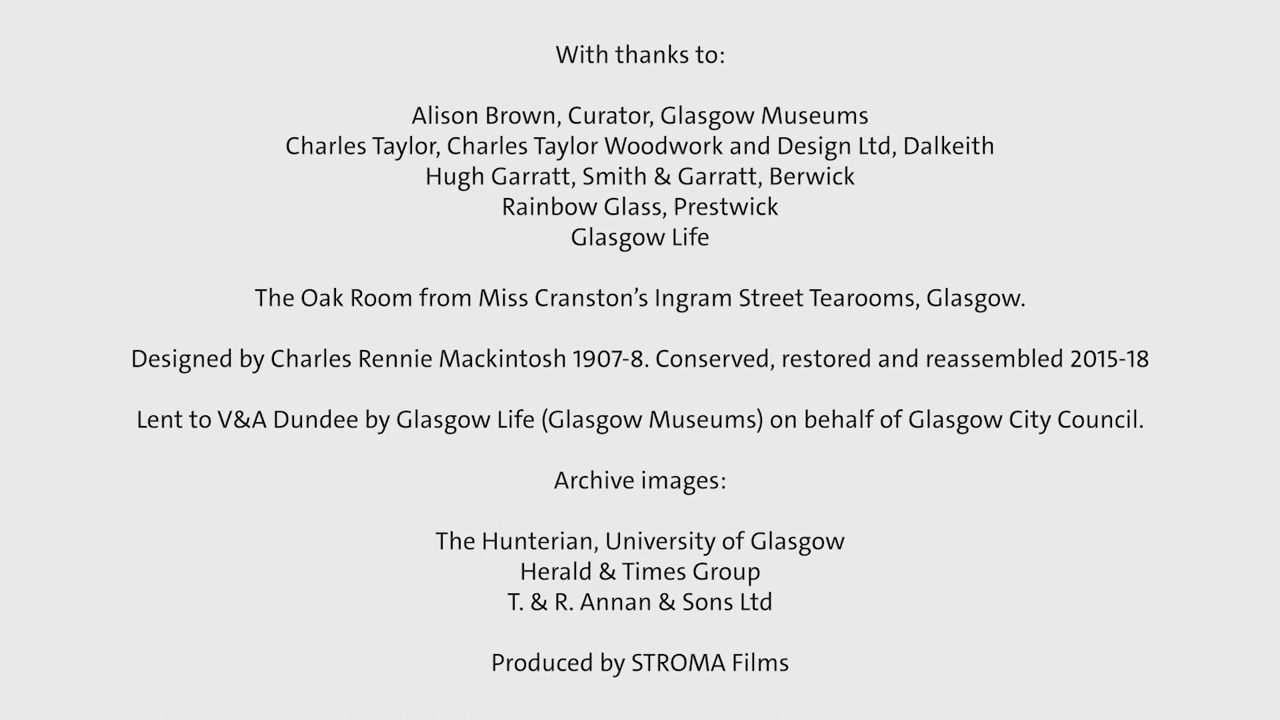 With thanks to:
Alison Brown, Curator, Glasgow Museums
Charles Taylor, Charles Taylor Woodwork and Design Ltd, Dalkeith
Hugh Garratt, Smith & Garratt, Berwick
Rainbow Glass, Prestwick
Glasgow Life
The Oak Room from Miss Cranston’s Ingram Street Tearooms, Glasgow.
Designed by Charles Rennie Mackintosh 1907-8. Conserved, restored and reassembled 2015-18
Lent to V&A Dundee by Glasgow Life (Glasgow Museums) on behalf of Glasgow City Council.
Archive images:
The Hunterian, University of Glasgow
Herald & Times Group
T. & R. Annan & Sons Ltd
Produced by STROMA Films